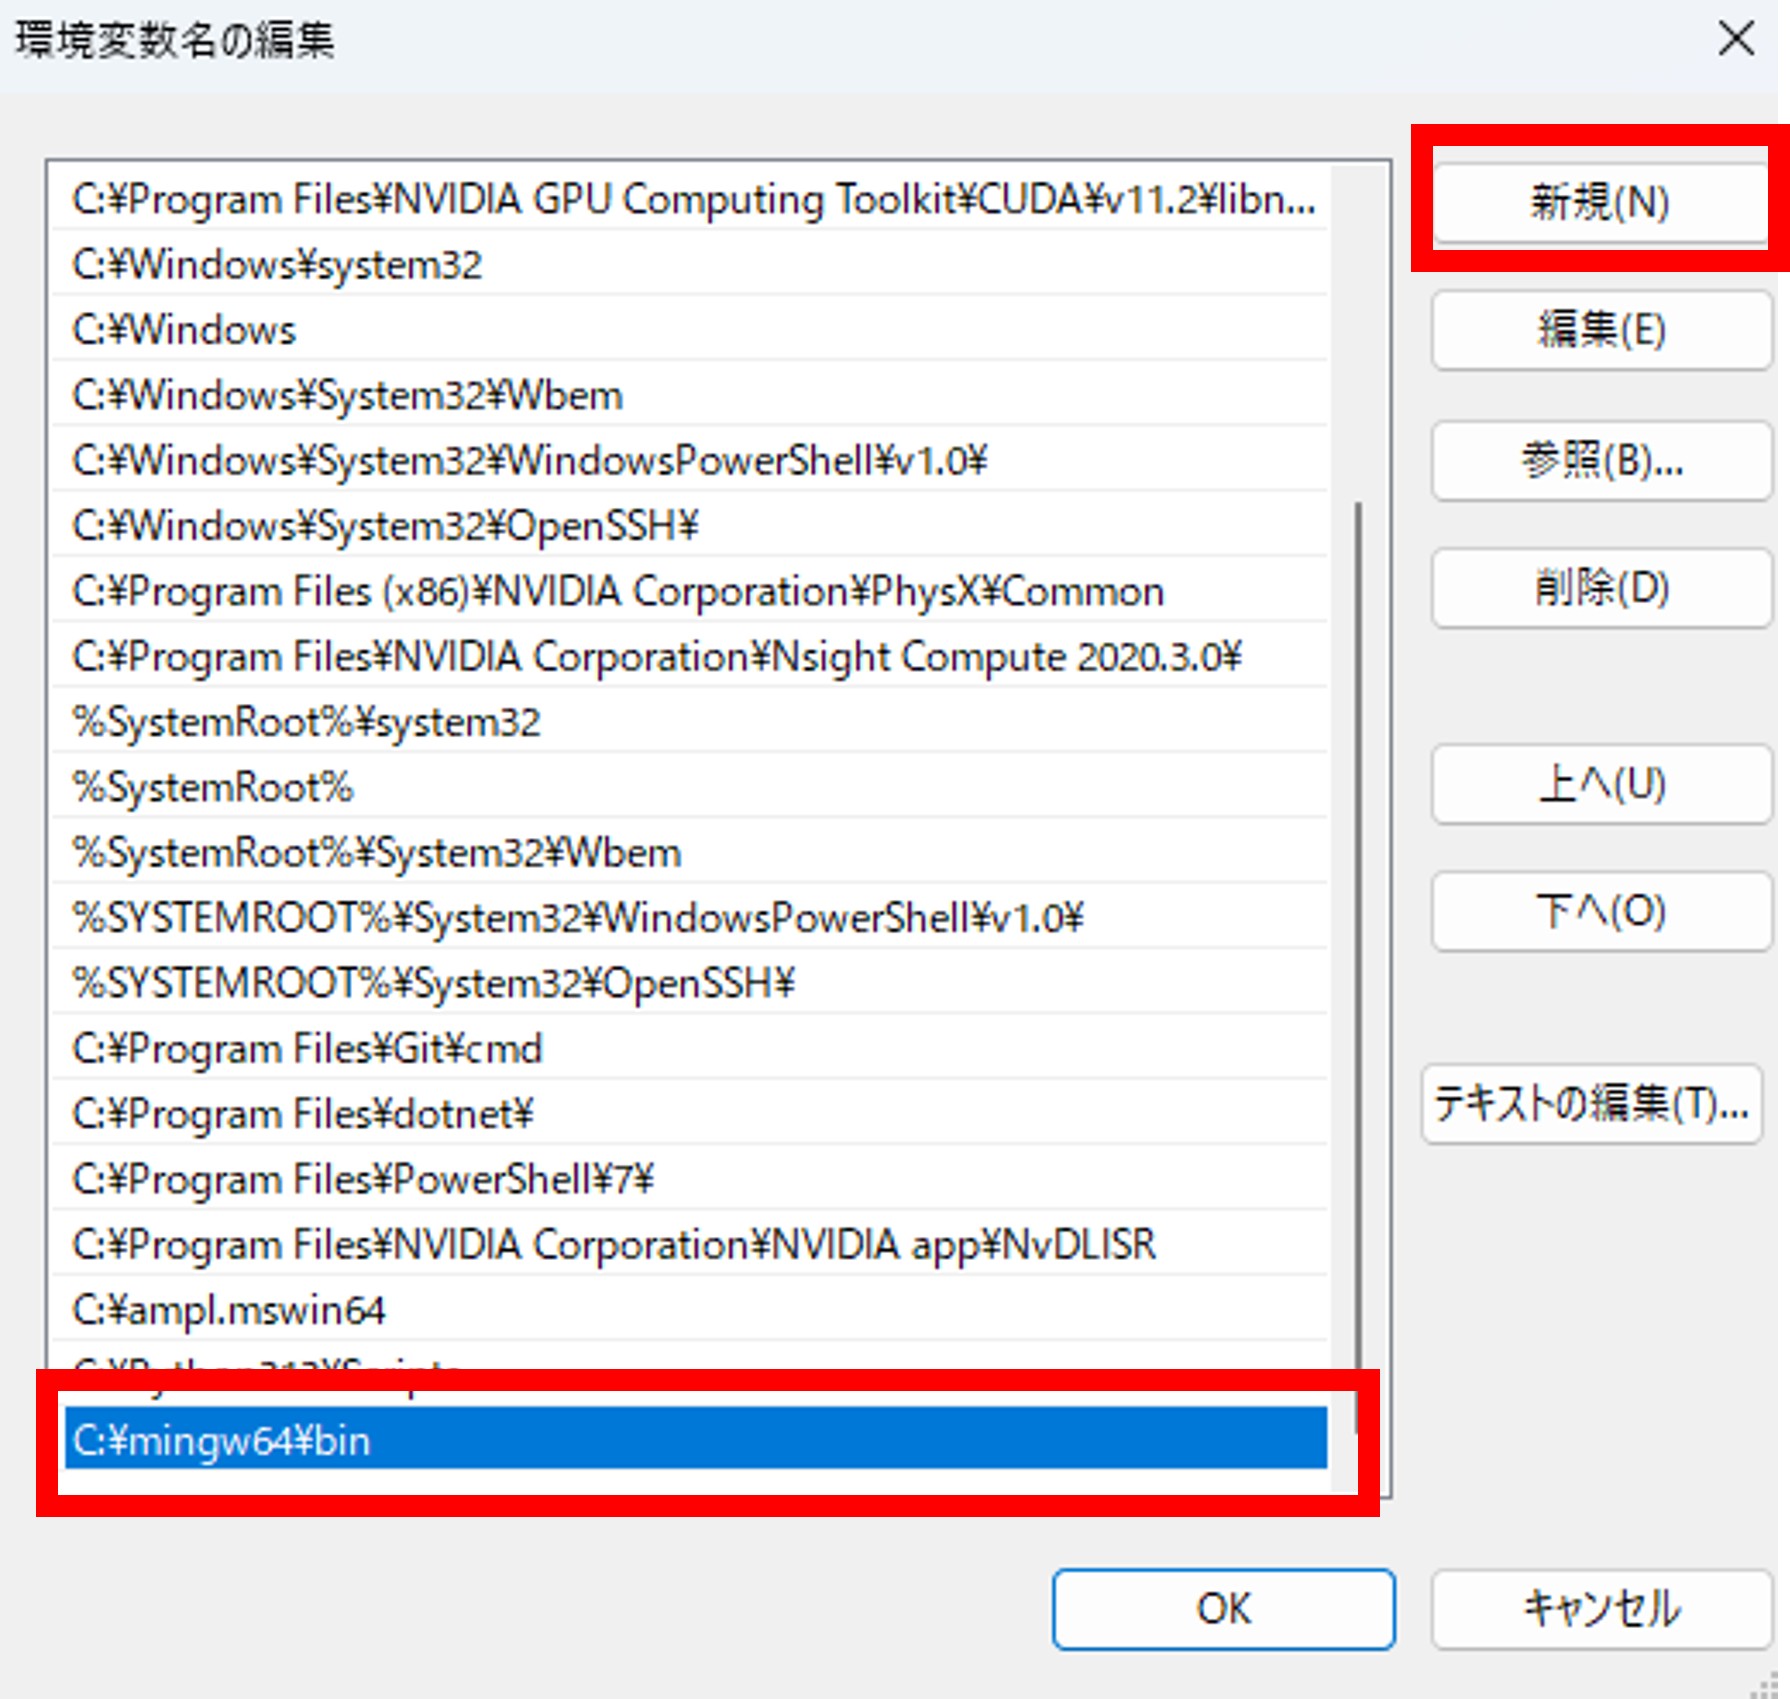 環境変数名の編集
C:¥Program Files¥NVIDIA GPU Computing Toolkit¥CUDA¥v11.2¥libn...
C:¥Windows¥system32
C:¥Windows
C:¥Windows¥System32¥Wbem
C:¥Windows¥System32¥WindowsPowerShell¥v1.0¥
C:¥Windows¥System32¥OpenSSH¥
C:¥Program Files (x86)¥NVIDIA Corporation¥PhysX¥Common
C:¥Program Files¥NVIDIA Corporation¥Nsight Compute 2020.3.0¥
%SystemRoot%¥system32
%SystemRoot%
%SystemRoot%¥System32¥Wbem
%SYSTEMROOT%¥System32¥WindowsPowerShell¥v1.0¥
%SYSTEMROOT%¥System32¥OpenSSH¥
C:¥Program Files¥Git¥cmd
C:¥Program Files¥dotnet¥
C:¥Program Files¥PowerShell¥7¥
C:¥Program Files¥NVIDIA Corporation¥NVIDIA app¥NvDLISR
C:¥ampl.mswin64
C:¥mingw64¥bin
新規(N)
編集(E)
参照(B)...
削除(D)
上へ(U)
下へ(O)
テキストの編集(T)...
OK
キャンセル